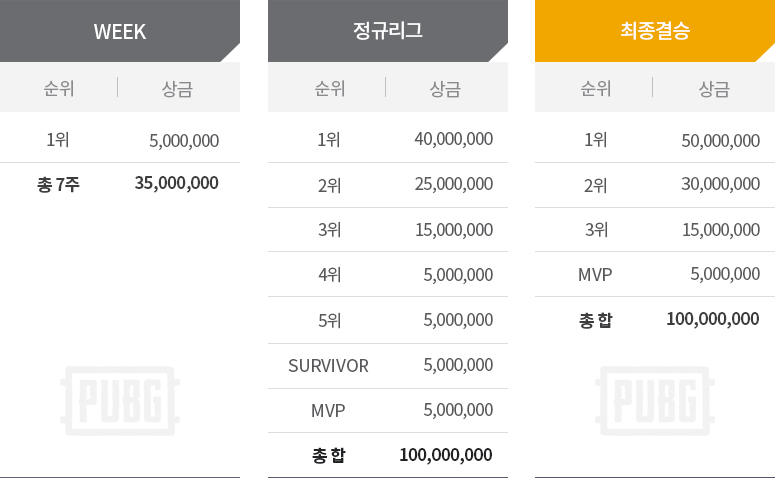 WEEK
순위 상금
1위 5,000,000
총 7주 35,000,000
PUBG
정규리그
순위 상금
1위 40,000,000
2위 25,000,000
3위 15,000,000
4위 5,000,000
5위 5,000,000
SURVIVOR 5,000,000
MVP 5,000,000
총 합 100,000,000
최종결승
순위 상금
1위 50,000,000
2위 30,000,000
3위 15,000,000
MVP 5,000,000
총 합 100,000,000
PUBG